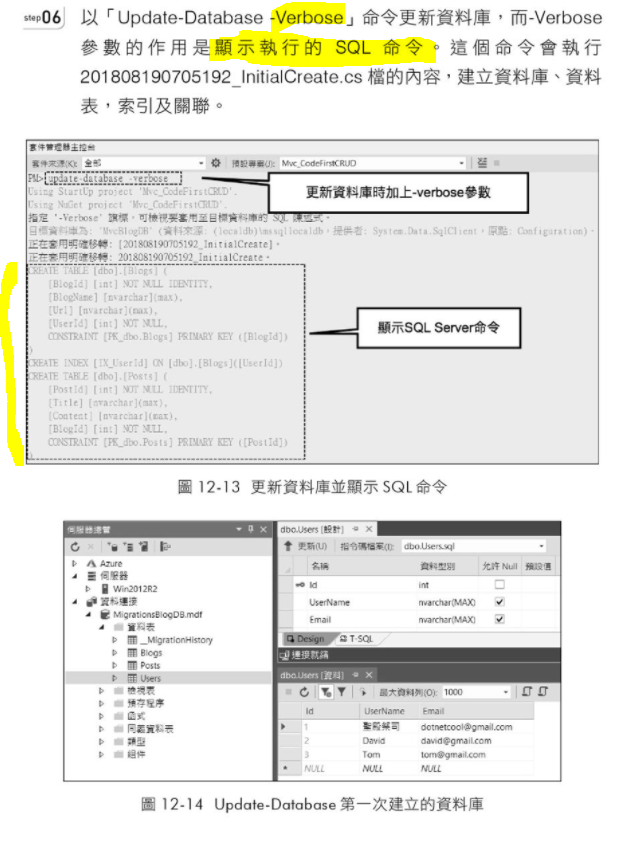 step06 以「Update-Database -Verbose」命令更新資料庫，而-Verbose
參數的作用是顯示執行的 SQL 命令。這個命令會執行
201808190705192_InitialCreate.cs 檔的內容，建立資料庫、資料
表，索引及關聯。
套件管理器主控台
套件來源(K): 全部 預設專案(J): Mvc_CodeFirstCRUD
PM> update-database -verbose
Using StartUp project 'Mvc_CodeFirstCRUD'.
Using NuGet project 'Mvc_CodeFirstCRUD'.
更新資料庫時加上-verbose參數
指定 '-Verbose' 旗標，可檢視要套用至目標資料庫的 SQL 陳述式。
目標資料庫為: 'MvcBlogDB' (資料來源: (localdb)\mssqllocaldb，提供者: System.Data.SqlClient，原點: Configuration)。
正在套用明確移轉: [201808190705192_InitialCreate]。
正在套用明確移轉: 201808190705192_InitialCreate。
CREATE TABLE [dbo].[Blogs] (
[BlogId] [int] NOT NULL IDENTITY,
[BlogName] [nvarchar](max),
[Url] [nvarchar](max),
[UserId] [int] NOT NULL,
CONSTRAINT [PK_dbo.Blogs] PRIMARY KEY ([BlogId])
)
顯示SQL Server命令
CREATE INDEX [IX_UserId] ON [dbo].[Blogs]([UserId])
CREATE TABLE [dbo].[Posts] (
[PostId] [int] NOT NULL IDENTITY,
[Title] [nvarchar](max),
[Content] [nvarchar](max),
[BlogId] [int] NOT NULL,
CONSTRAINT [PK_dbo.Posts] PRIMARY KEY ([PostId])
)
圖 12-13 更新資料庫並顯示 SQL 命令
伺服器總管
Azure
伺服器
Win2012R2
資料連接
MigrationsBlogDB.mdf
資料表
__MigrationHistory
Blogs
Posts
Users
檢視表
預存程序
函式
同義資料表
類型
組件
dbo.Users [設計]
更新(U) 指令碼檔案(I): dbo.Users.sql
名稱 資料型別 允許 Null 預設值
Id int
UserName nvarchar(MAX)
Email nvarchar(MAX)
Design T-SQL
連接就緒
dbo.Users [資料]
最大資料列(O): 1000
Id UserName Email
1 聖殿祭司 dotnetcool@gmail.com
2 David david@gmail.com
3 Tom tom@gmail.com
NULL NULL NULL
圖 12-14 Update-Database 第一次建立的資料庫